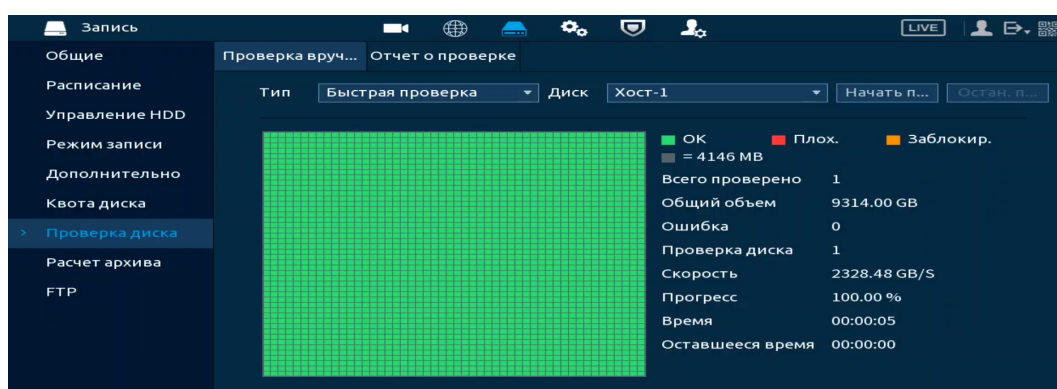 Запись
LIVE
Общие
Проверка вруч... Отчет о проверке
Расписание
Тип Быстрая проверка Диск Хост-1 Начать п... Остан. п...
Управление HDD
Режим записи
OK Плох. Заблокир.
= 4146 MB
Дополнительно
Всего проверено 1
Квота диска
Общий объем 9314.00 GB
Проверка диска
Ошибка 0
Проверка диска 1
Расчет архива
Скорость 2328.48 GB/S
FTP
Прогресс 100.00 %
Время 00:00:05
Оставшееся время 00:00:00